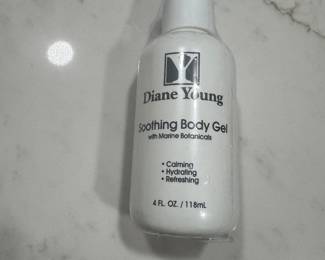 Y
Diane Young
Soothing Body Gel
with Marine Botanicals
• Calming
• Hydrating
• Refreshing
4 FL. OZ. / 118mL